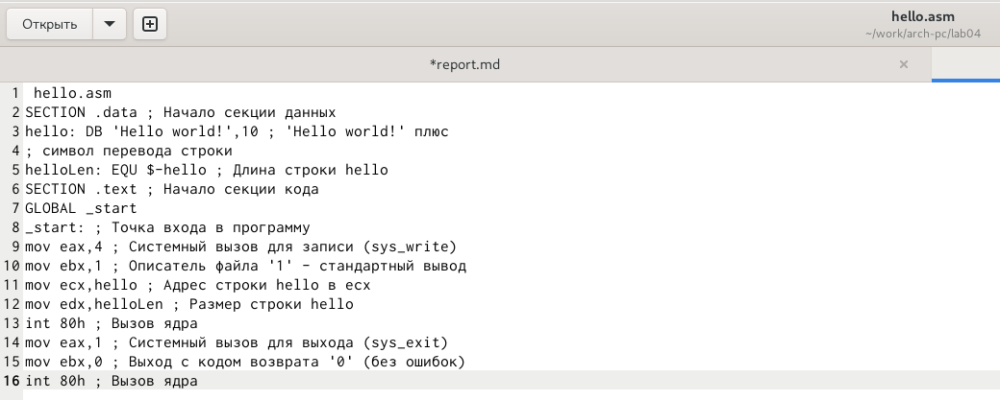 Открыть
hello.asm
~/work/arch-pc/lab04
*report.md
1 hello.asm
2 SECTION .data ; Начало секции данных
3 hello: DB 'Hello world!',10 ; 'Hello world!' плюс
4 ; символ перевода строки
5 helloLen: EQU $-hello ; Длина строки hello
6 SECTION .text ; Начало секции кода
7 GLOBAL _start
8 _start: ; Точка входа в программу
9 mov eax,4 ; Системный вызов для записи (sys_write)
10 mov ebx,1 ; Описатель файла '1' - стандартный вывод
11 mov ecx,hello ; Адрес строки hello в ecx
12 mov edx,helloLen ; Размер строки hello
13 int 80h ; Вызов ядра
14 mov eax,1 ; Системный вызов для выхода (sys_exit)
15 mov ebx,0 ; Выход с кодом возврата '0' (без ошибок)
16 int 80h ; Вызов ядра